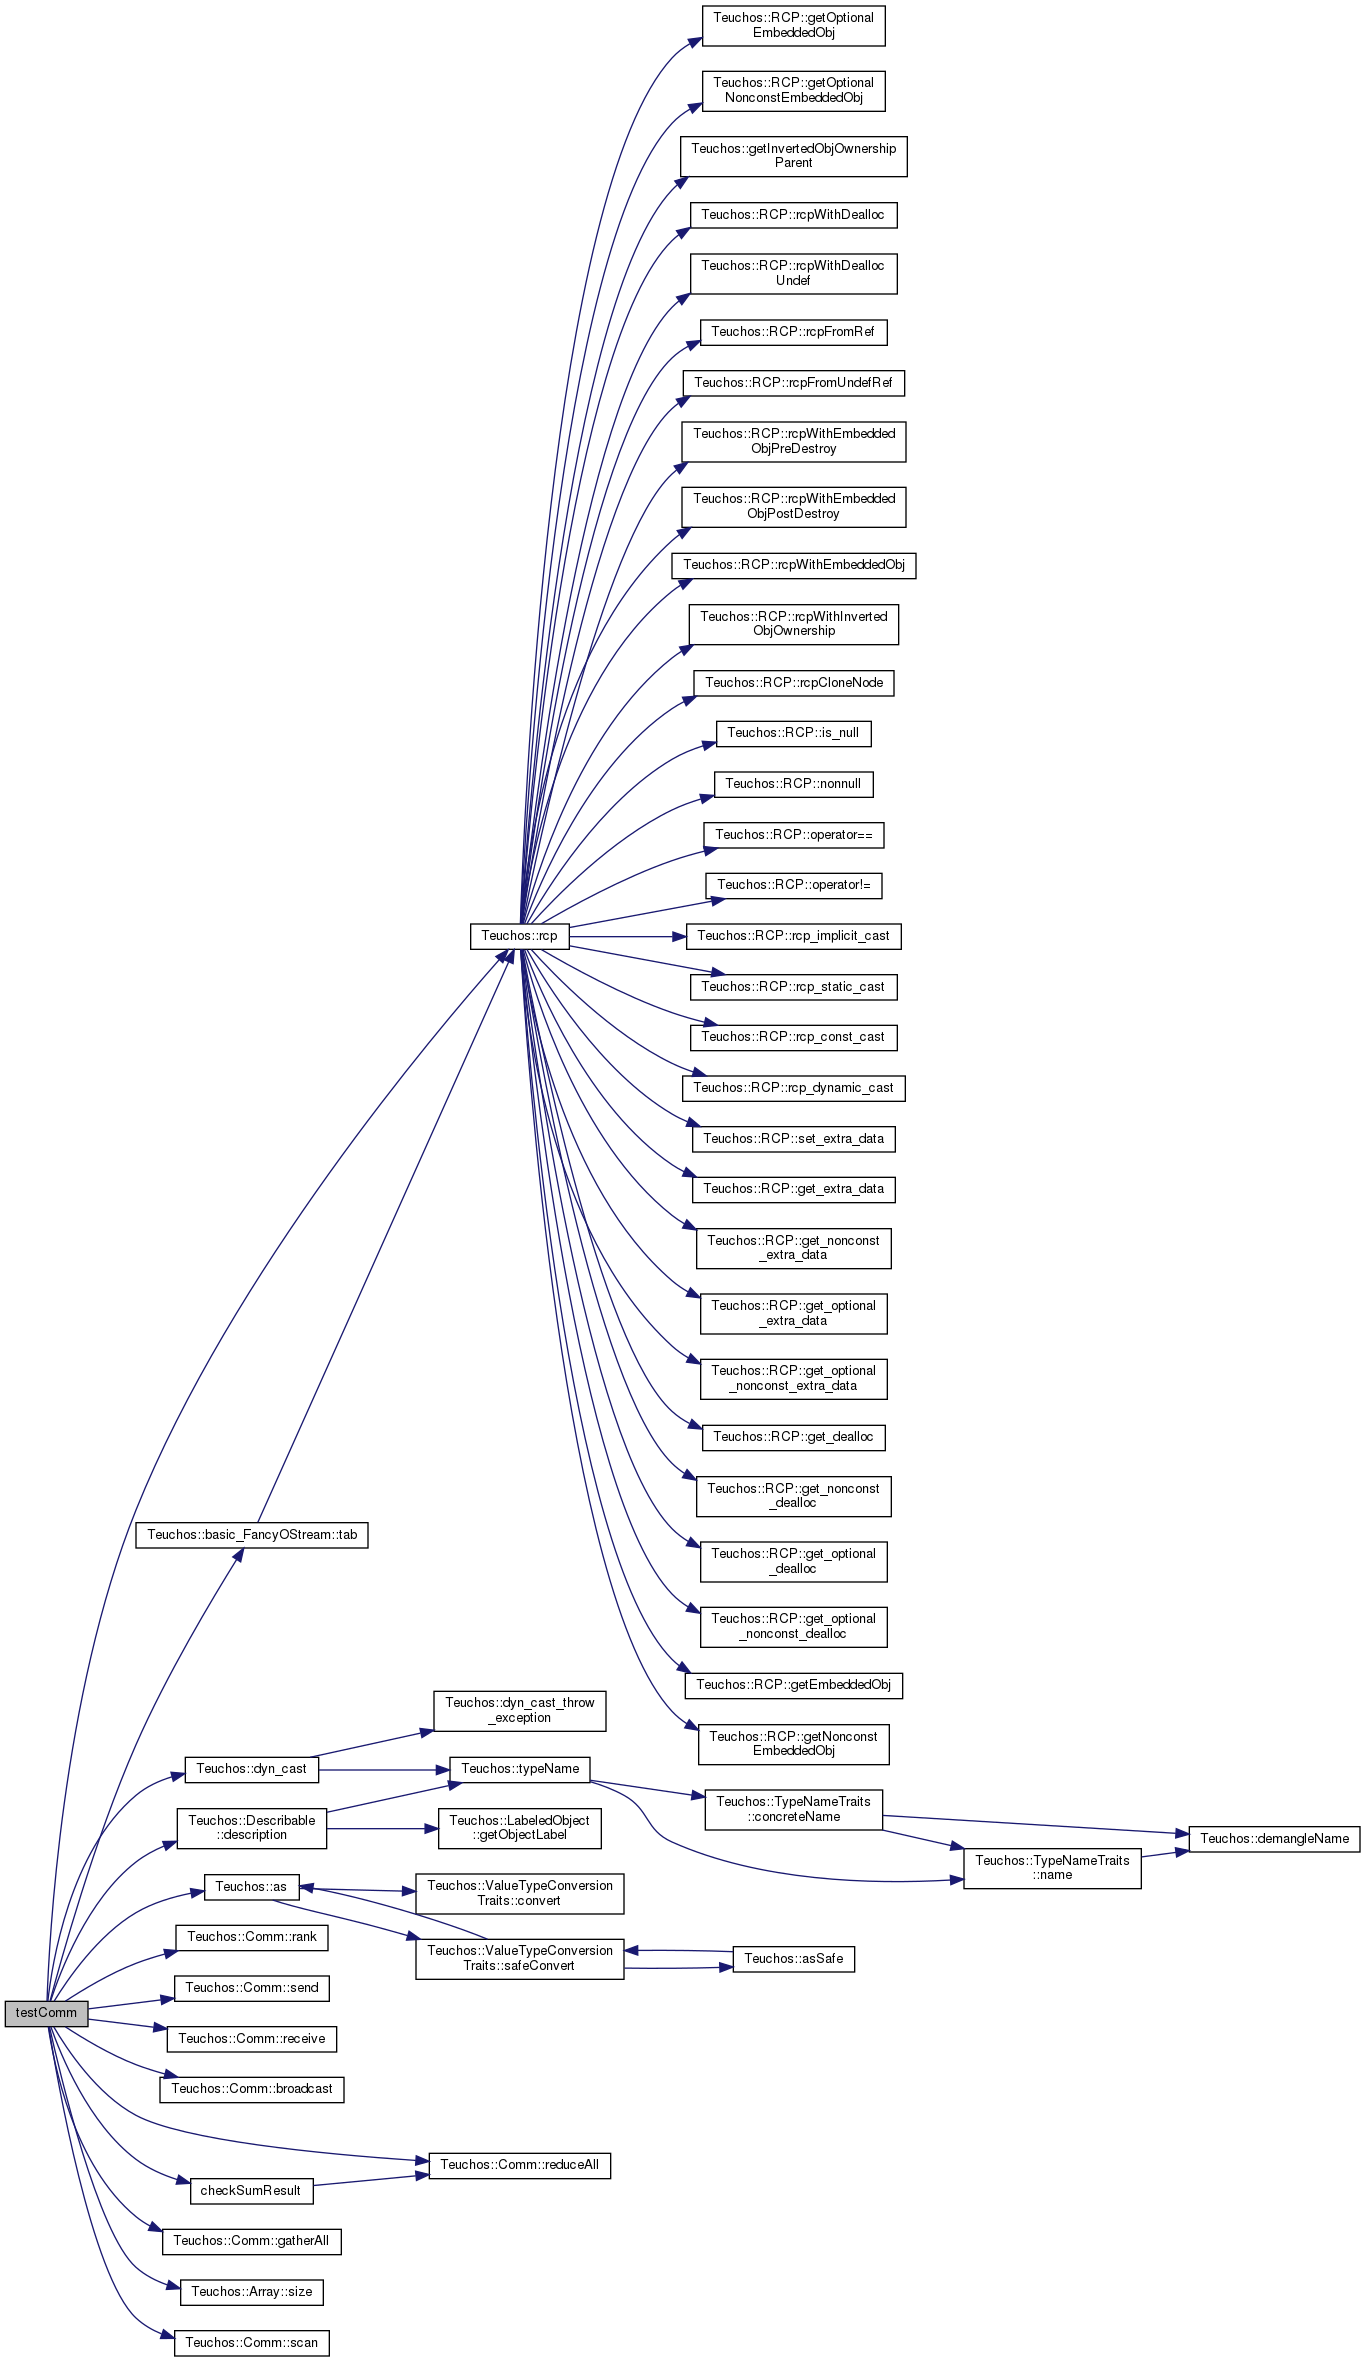 Teuchos::RCP::getOptional
EmbeddedObj
Teuchos::RCP::getOptional
NonconstEmbeddedObj
Teuchos::getInvertedObjOwnership
Parent
Teuchos::RCP::rcpWithDealloc
Teuchos::RCP::rcpWithDealloc
Undef
Teuchos::RCP::rcpFromRef
Teuchos::RCP::rcpFromUndefRef
Teuchos::RCP::rcpWithEmbedded
ObjPreDestroy
Teuchos::RCP::rcpWithEmbedded
ObjPostDestroy
Teuchos::RCP::rcpWithEmbeddedObj
Teuchos::RCP::rcpWithInverted
ObjOwnership
Teuchos::RCP::rcpCloneNode
Teuchos::RCP::is_null
Teuchos::RCP::nonnull
Teuchos::RCP::operator==
Teuchos::RCP::operator!=
Teuchos::rcp
Teuchos::RCP::rcp_implicit_cast
Teuchos::RCP::rcp_static_cast
Teuchos::RCP::rcp_const_cast
Teuchos::RCP::rcp_dynamic_cast
Teuchos::RCP::set_extra_data
Teuchos::RCP::get_extra_data
Teuchos::RCP::get_nonconst
_extra_data
Teuchos::RCP::get_optional
_extra_data
Teuchos::RCP::get_optional
_nonconst_extra_data
Teuchos::RCP::get_dealloc
Teuchos::RCP::get_nonconst
_dealloc
Teuchos::basic_FancyOStream::tab
Teuchos::RCP::get_optional
_dealloc
Teuchos::RCP::get_optional
_nonconst_dealloc
Teuchos::RCP::getEmbeddedObj
Teuchos::RCP::getNonconst
EmbeddedObj
Teuchos::dyn_cast_throw
_exception
Teuchos::dyn_cast
Teuchos::typeName
Teuchos::TypeNameTraits
::concreteName
Teuchos::Describable
::description
Teuchos::LabeledObject
::getObjectLabel
Teuchos::demangleName
Teuchos::TypeNameTraits
::name
Teuchos::as
Teuchos::ValueTypeConversion
Traits::convert
Teuchos::Comm::rank
Teuchos::ValueTypeConversion
Traits::safeConvert
Teuchos::asSafe
Teuchos::Comm::send
testComm
Teuchos::Comm::receive
Teuchos::Comm::broadcast
Teuchos::Comm::reduceAll
checkSumResult
Teuchos::Comm::gatherAll
Teuchos::Array::size
Teuchos::Comm::scan